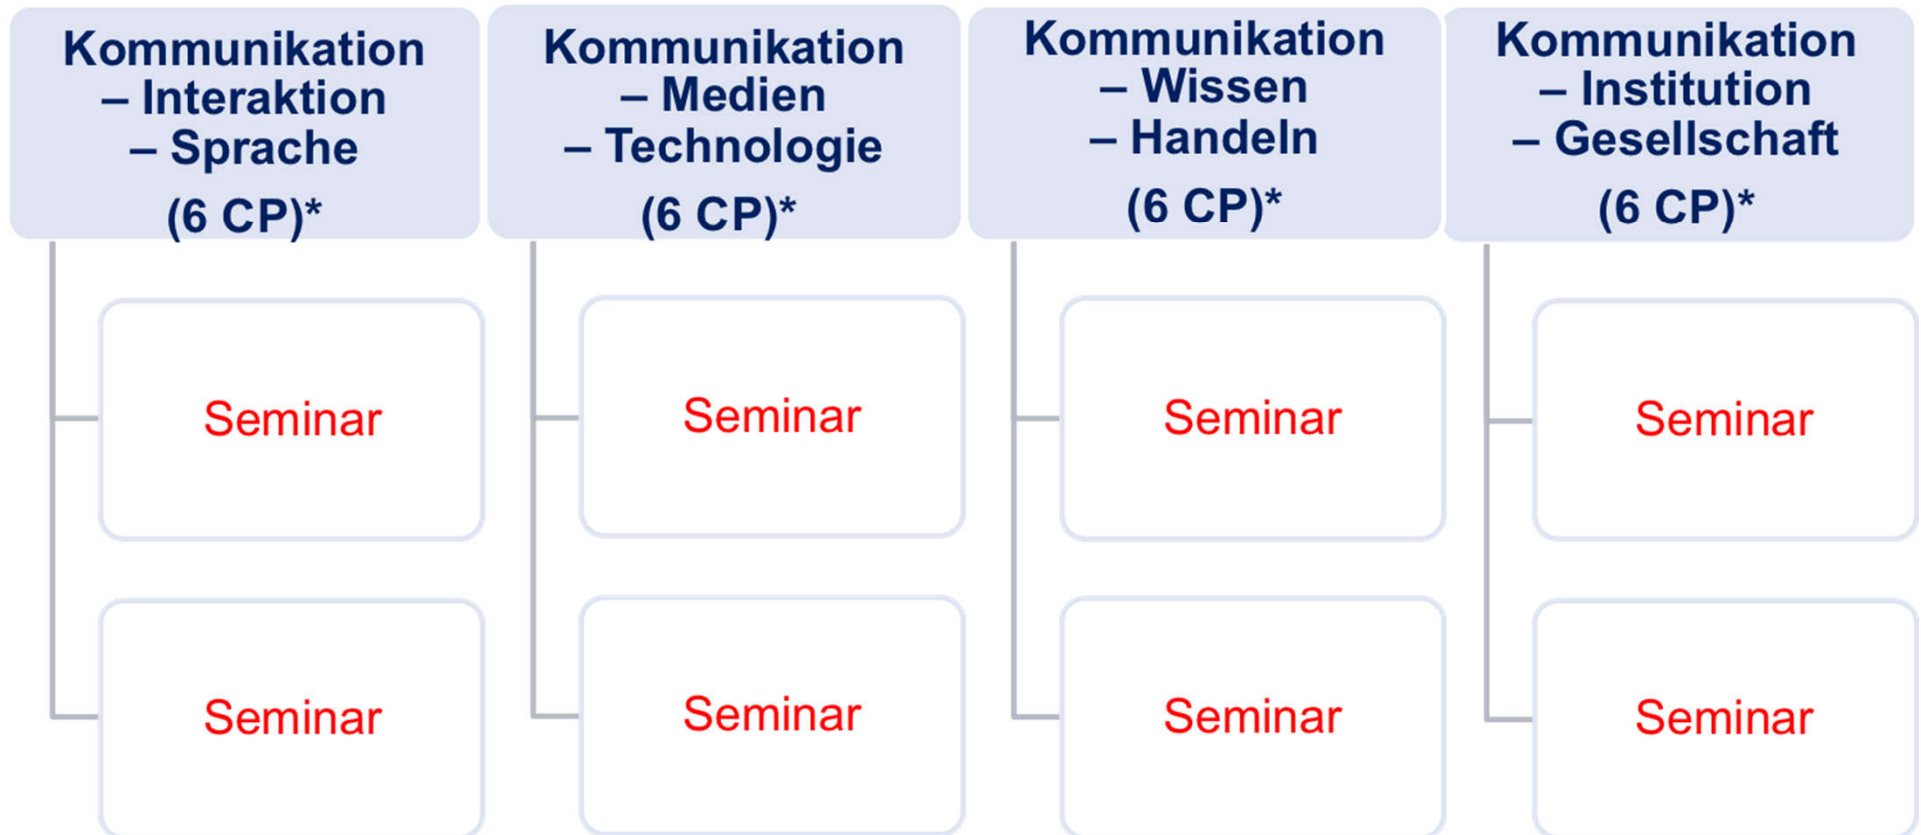 Kommunikation
– Interaktion
– Sprache
(6 CP)*
Seminar
Seminar
Kommunikation
– Medien
– Technologie
(6 CP)*
Seminar
Seminar
Kommunikation
– Wissen
– Handeln
(6 CP)*
Seminar
Seminar
Kommunikation
– Institution
– Gesellschaft
(6 CP)*
Seminar
Seminar